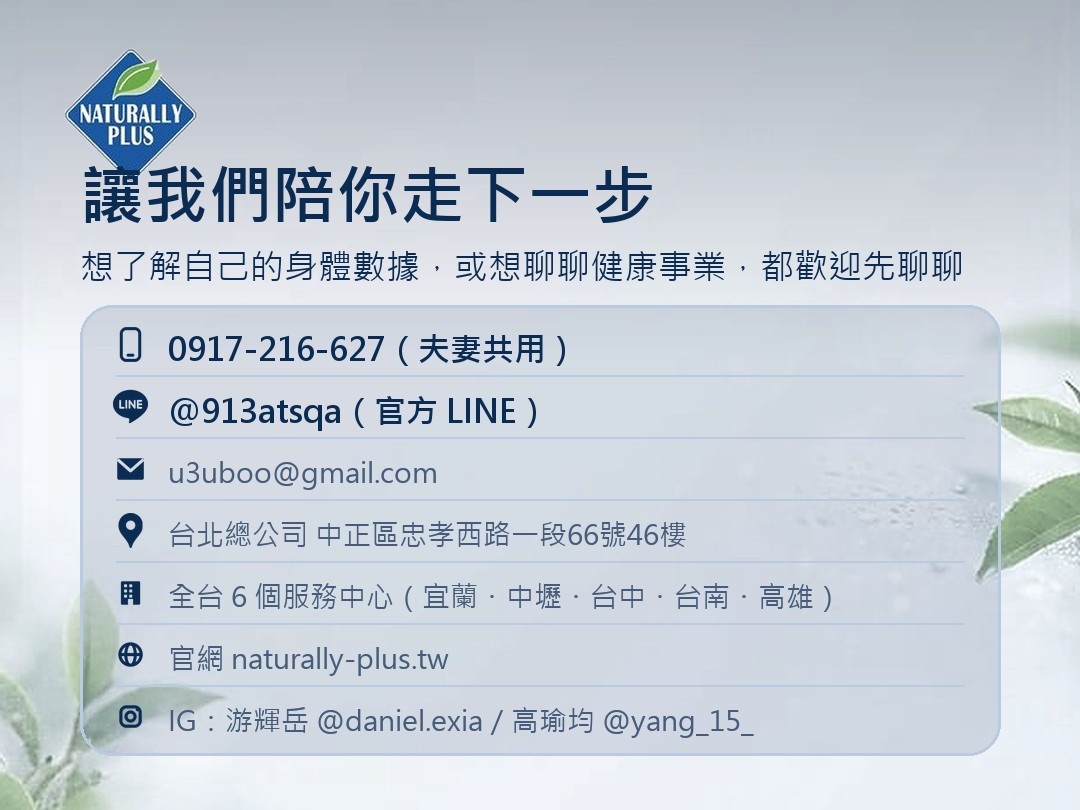 NATURALLY
PLUS
讓我們陪你走下一步
想了解自己的身體數據，或想聊聊健康事業，都歡迎先聊聊
0917-216-627（夫妻共用）
LINE @913atsqa（官方 LINE）
u3uboo@gmail.com
台北總公司 中正區忠孝西路一段66號46樓
全台 6 個服務中心（宜蘭．中壢．台中．台南．高雄）
官網 naturally-plus.tw
IG：游輝岳 @daniel.exia / 高瑜均 @yang_15_